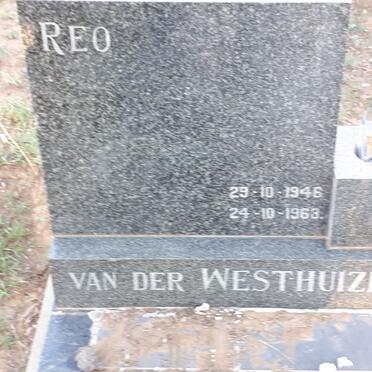 REO
29-10-1946
24-10-1963.
VAN DER WESTHUIZ